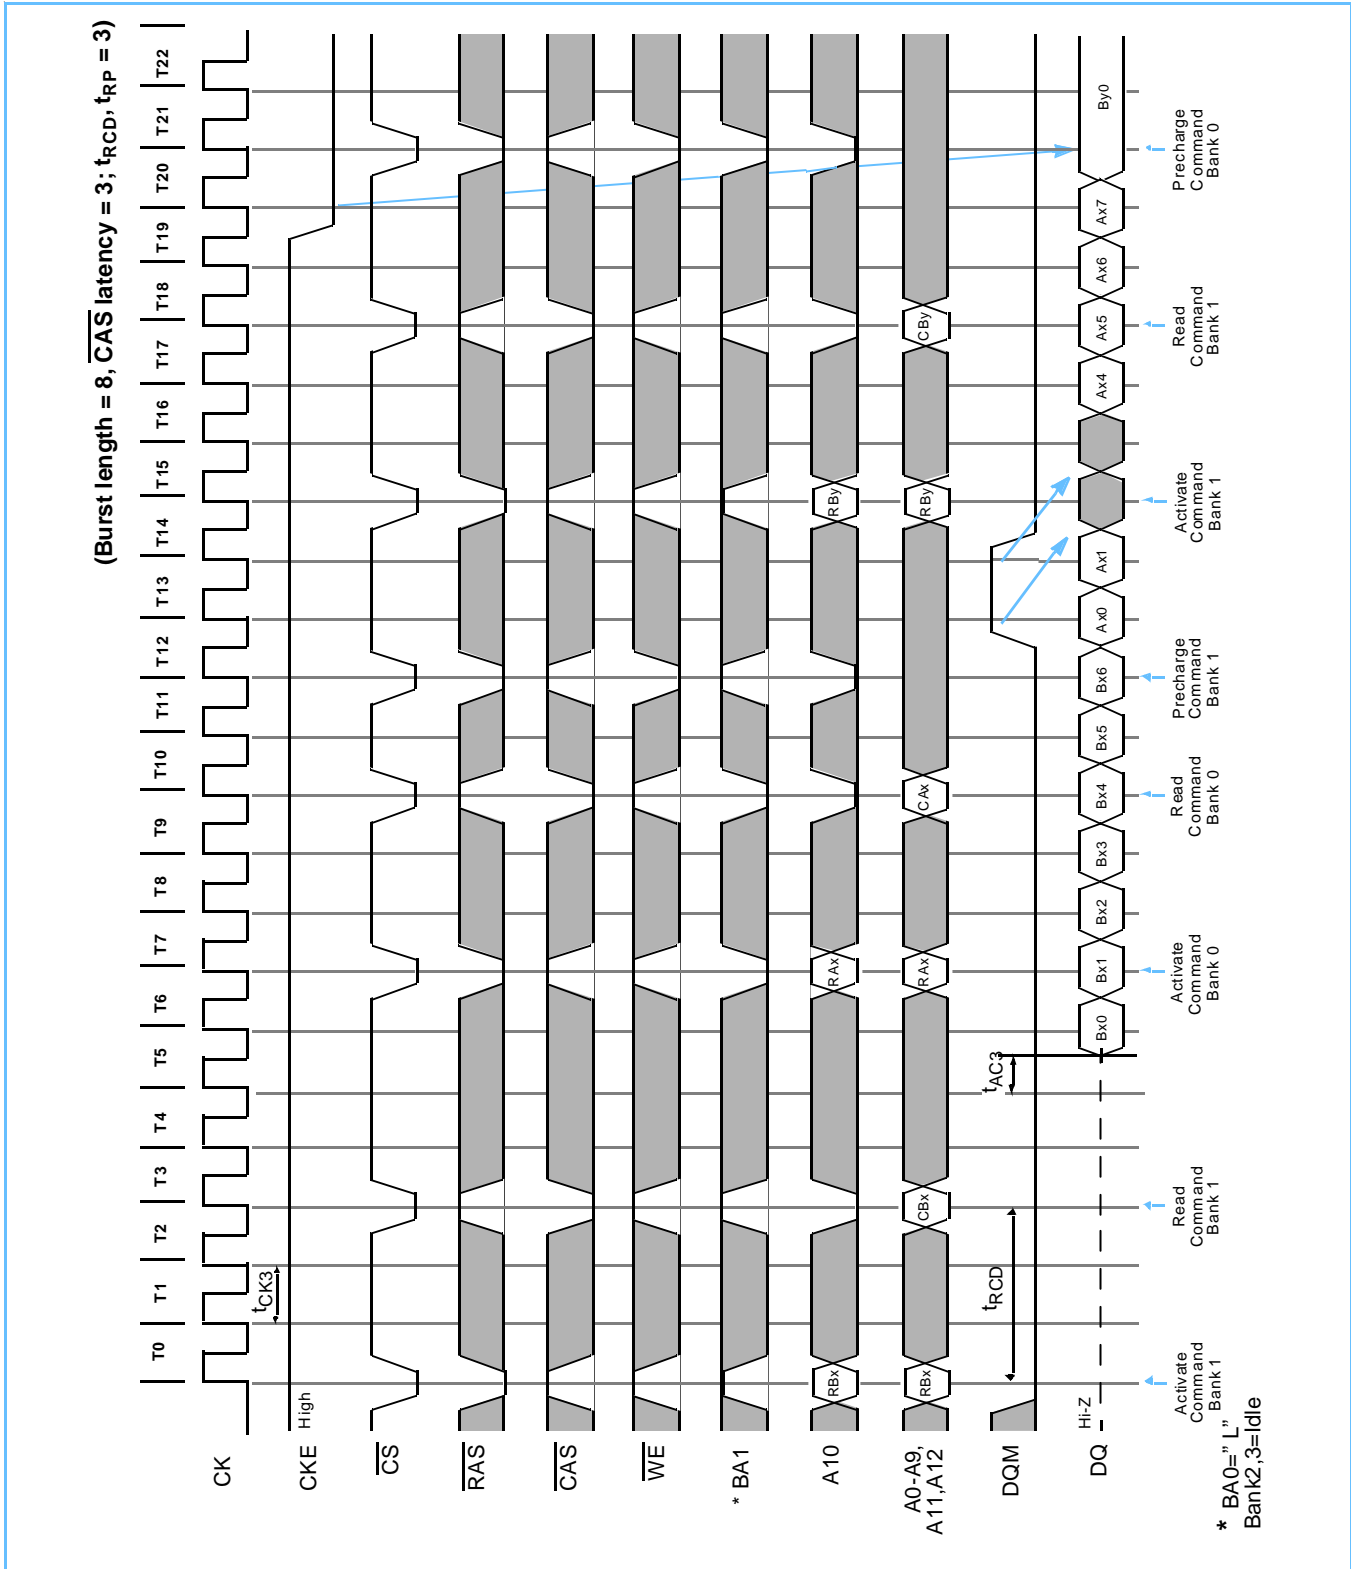 (Burst length = 8, CAS latency = 3; tRCD, tRP = 3)
T0 T1 T2 T3 T4 T5 T6 T7 T8 T9 T10 T11 T12 T13 T14 T15 T16 T17 T18 T19 T20 T21 T22
CK
tCK3
CKE
High
CS
RAS
CAS
WE
* BA1
A10
RBx RAx RBy
A0-A9,
A11,A12
RBx CBx RAx CAx RBy CBy
DQM
tRCD
tAC3
DQ
Hi-Z
Bx0 Bx1 Bx2 Bx3 Bx4 Bx5 Bx6 Ax0 Ax1 Ax4 Ax5 Ax6 Ax7 By0
Activate
Command
Bank 1
Read
Command
Bank 1
Activate
Command
Bank 0
Read
Command
Bank 0
Precharge
Command
Bank 1
Activate
Command
Bank 1
Read
Command
Bank 1
Precharge
Command
Bank 0
* BA0=” L”
Bank2,3=Idle